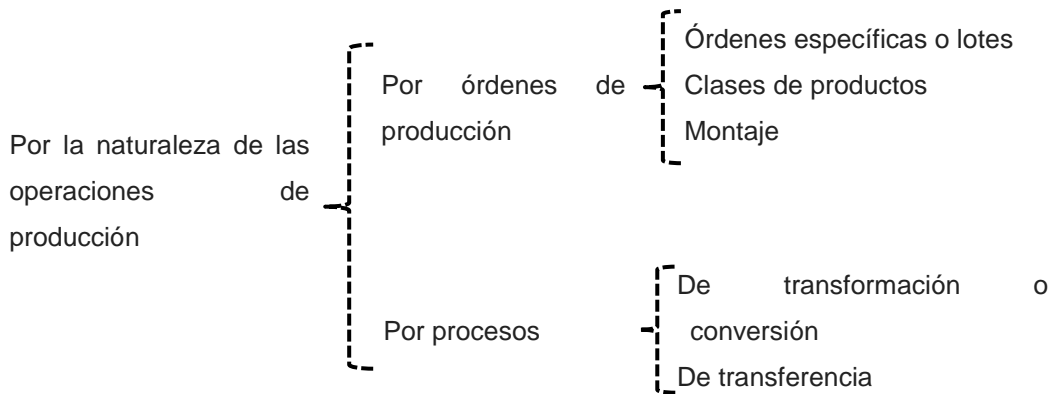 Por la naturaleza de las
operaciones de
producción
Por órdenes de
producción
Órdenes específicas o lotes
Clases de productos
Montaje
Por procesos
De transformación o
conversión
De transferencia